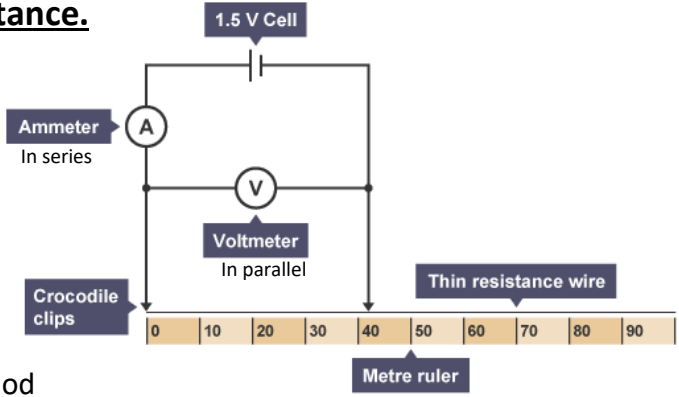 tance.
1.5 V Cell
Ammeter
A
In series
V
Voltmeter
In parallel
Thin resistance wire
Crocodile
clips
0 10 20 30 40 50 60 70 80 90
Metre ruler
od